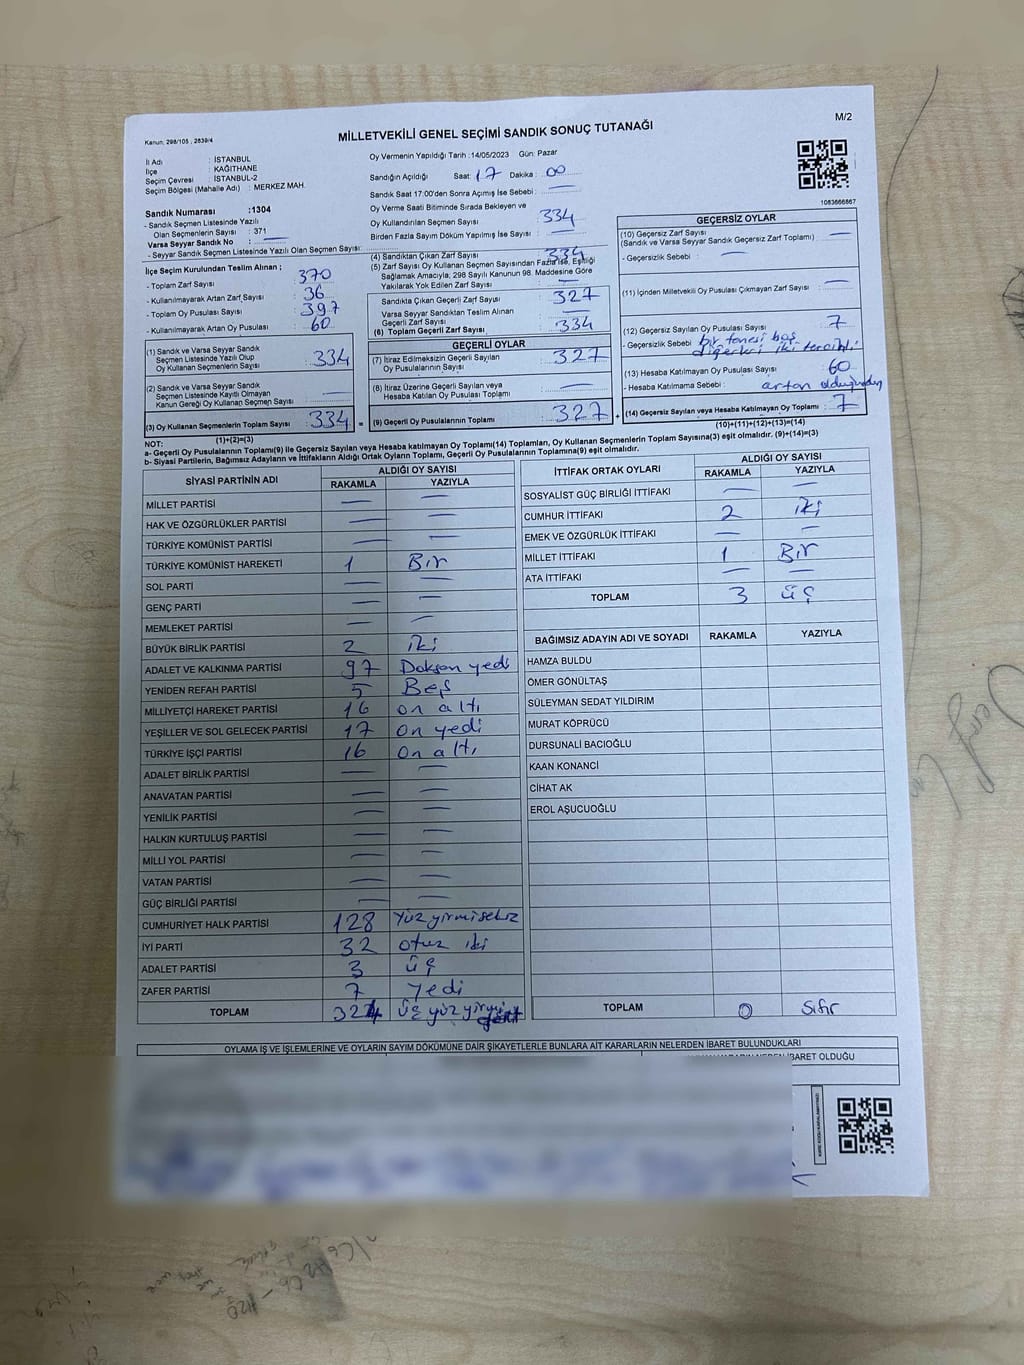 M/2
Kanun; 298/105 , 2839/4
MİLLETVEKİLİ GENEL SEÇİMİ SANDIK SONUÇ TUTANAĞI
İl Adı : İSTANBUL
İlçe : KAĞITHANE
Seçim Çevresi : İSTANBUL-2
Seçim Bölgesi (Mahalle Adı) : MERKEZ MAH.
Oy Vermenin Yapıldığı Tarih :14/05/2023 Gün: Pazar
Sandığın Açıldığı Saat: 17 Dakika : 00
Sandık Saat 17:00'den Sonra Açımış İse Sebebi : —
1083666867
Sandık Numarası :1304
- Sandık Seçmen Listesinde Yazılı
Olan Seçmenlerin Sayısı : 371
Varsa Seyyar Sandık No : —
- Seyyar Sandık Seçmen Listesinde Yazılı Olan Seçmen Sayısı:
Oy Verme Saati Bitiminde Sırada Bekleyen ve
Oy Kullandırılan Seçmen Sayısı : 334
Birden Fazla Sayım Döküm Yapılmış İse Sayısı : —
(4) Sandıktan Çıkan Zarf Sayısı 334
(5) Zarf Sayısı Oy Kullanan Seçmen Sayısından Fazla İse, Eşitliği
Sağlamak Amacıyla, 298 Sayılı Kanunun 98. Maddesine Göre
Yakılarak Yok Edilen Zarf Sayısı —
İlçe Seçim Kurulundan Teslim Alınan ;
- Toplam Zarf Sayısı : 370
- Kullanılmayarak Artan Zarf Sayısı : 36
- Toplam Oy Pusulası Sayısı : 397
- Kullanılmayarak Artan Oy Pusulası : 60
Sandıkta Çıkan Geçerli Zarf Sayısı 327
Varsa Seyyar Sandıktan Teslim Alınan
Geçerli Zarf Sayısı —
(6) Toplam Geçerli Zarf Sayısı 334
GEÇERLİ OYLAR
(7) İtiraz Edilmeksizin Geçerli Sayılan
Oy Pusulalarının Sayısı 327
(8) İtiraz Üzerine Geçerli Sayılan veya
Hesaba Katılan Oy Pusulası Toplamı —
(9) Geçerli Oy Pusulalarının Toplamı 327
(1) Sandık ve Varsa Seyyar Sandık
Seçmen Listesinde Yazılı Olup
Oy Kullanan Seçmenlerin Sayısı 334
(2) Sandık ve Varsa Seyyar Sandık
Seçmen Listesinde Kayıtlı Olmayan
Kanun Gereği Oy Kullanan Seçmen Sayısı —
(3) Oy Kullanan Seçmenlerin Toplam Sayısı 334 =
(1)+(2)=(3)
GEÇERSİZ OYLAR
(10) Geçersiz Zarf Sayısı —
(Sandık ve Varsa Seyyar Sandık Geçersiz Zarf Toplamı)
- Geçersizlik Sebebi : —
(11) İçinden Milletvekili Oy Pusulası Çıkmayan Zarf Sayısı : —
(12) Geçersiz Sayılan Oy Pusulası Sayısı 7
- Geçersizlik Sebebi : bir tanesi boş
diğerleri iki tercihli
(13) Hesaba Katılmayan Oy Pusulası Sayısı 60
- Hesaba Katılmama Sebebi : artan olduğundan
+ (14) Geçersiz Sayılan veya Hesaba Katılmayan Oy Toplamı : 7
(10)+(11)+(12)+(13)=(14)
NOT:
a- Geçerli Oy Pusulalarının Toplamı(9) ile Geçersiz Sayılan veya Hesaba katılmayan Oy Toplamı(14) Toplamları, Oy Kullanan Seçmenlerin Toplam Sayısına(3) eşit olmalıdır. (9)+(14)=(3)
b- Siyasi Partilerin, Bağımsız Adayların ve İttifakların Aldığı Ortak Oyların Toplamı, Geçerli Oy Pusulalarının Toplamına(9) eşit olmalıdır.
SİYASİ PARTİNİN ADI ALDIĞI OY SAYISI
RAKAMLA YAZIYLA
MİLLET PARTİSİ — —
HAK VE ÖZGÜRLÜKLER PARTİSİ — —
TÜRKİYE KOMÜNİST PARTİSİ — —
TÜRKİYE KOMÜNİST HAREKETİ 1 Bir
SOL PARTİ — —
GENÇ PARTİ — —
MEMLEKET PARTİSİ — —
BÜYÜK BİRLİK PARTİSİ 2 iki
ADALET VE KALKINMA PARTİSİ 97 Doksan yedi
YENİDEN REFAH PARTİSİ 5 Beş
MİLLİYETÇİ HAREKET PARTİSİ 16 on altı
YEŞİLLER VE SOL GELECEK PARTİSİ 17 On yedi
TÜRKİYE İŞÇİ PARTİSİ 16 On altı
ADALET BİRLİK PARTİSİ — —
ANAVATAN PARTİSİ — —
YENİLİK PARTİSİ — —
HALKIN KURTULUŞ PARTİSİ — —
MİLLİ YOL PARTİSİ — —
VATAN PARTİSİ — —
GÜÇ BİRLİĞİ PARTİSİ — —
CUMHURİYET HALK PARTİSİ 128 Yüz yirmi sekiz
İYİ PARTİ 32 otuz iki
ADALET PARTİSİ 3 üç
ZAFER PARTİSİ 7 yedi
TOPLAM 324 üç yüz yirmi dört
İTTİFAK ORTAK OYLARI ALDIĞI OY SAYISI
RAKAMLA YAZIYLA
SOSYALİST GÜÇ BİRLİĞİ İTTİFAKI — —
CUMHUR İTTİFAKI 2 iki
EMEK VE ÖZGÜRLÜK İTTİFAKI — —
MİLLET İTTİFAKI 1 Bir
ATA İTTİFAKI — —
TOPLAM 3 üç
BAĞIMSIZ ADAYIN ADI VE SOYADI RAKAMLA YAZIYLA
HAMZA BULDU
ÖMER GÖNÜLTAŞ
SÜLEYMAN SEDAT YILDIRIM
MURAT KÖPRÜCÜ
DURSUNALİ BACIOĞLU
KAAN KONANCİ
CİHAT AK
EROL AŞUCUOĞLU
TOPLAM 0 Sıfır
OYLAMA İŞ VE İŞLEMLERİNE VE OYLARIN SAYIM DÖKÜMÜNE DAİR ŞİKAYETLERLE BUNLARA AİT KARARLARIN NELERDEN İBARET BULUNDUKLARI
İBARET OLDUĞU